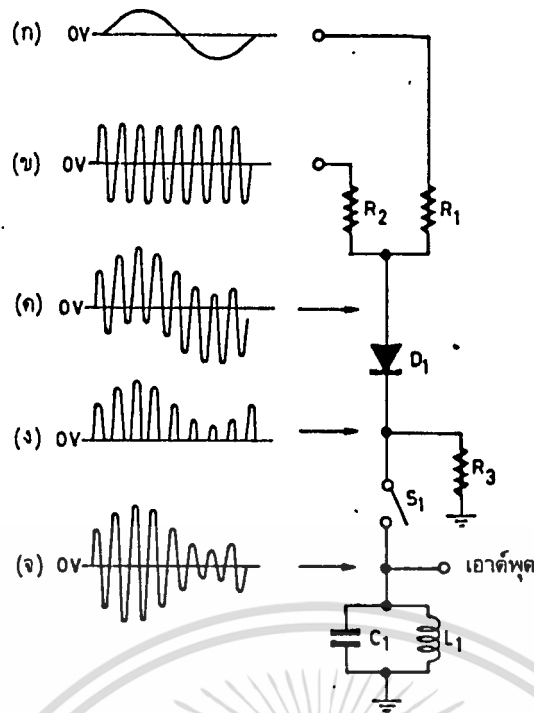 (ก) 0V
(ข) 0V
R2 R1
(ค) 0V
D1
(ง) 0V
R3
S1
(จ) 0V
เอาต์พุต
C1 L1